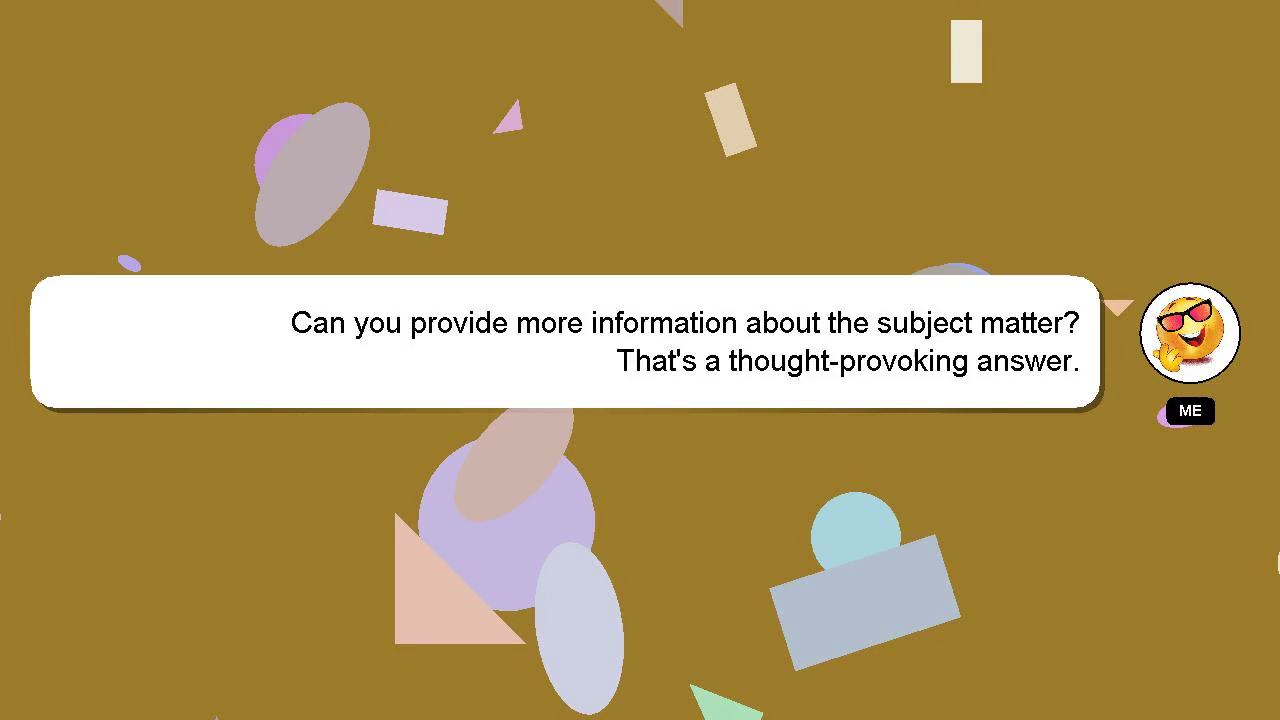 Can you provide more information about the subject matter?
That's a thought-provoking answer.
ME